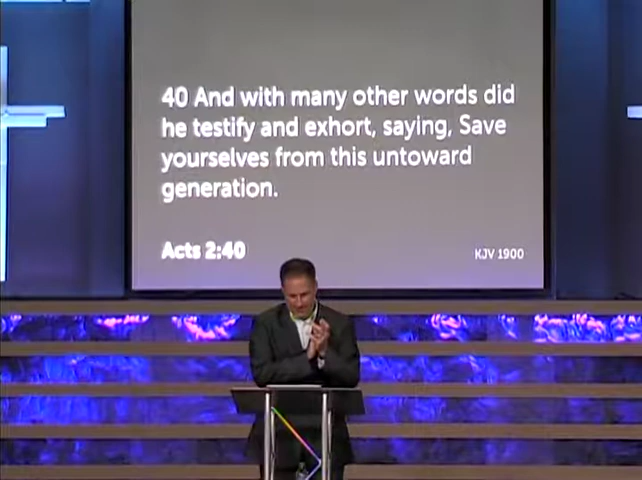 40 And with many other words did
he testify and exhort, saying, Save
yourselves from this untoward
generation.
Acts 2:40
KJV 1900